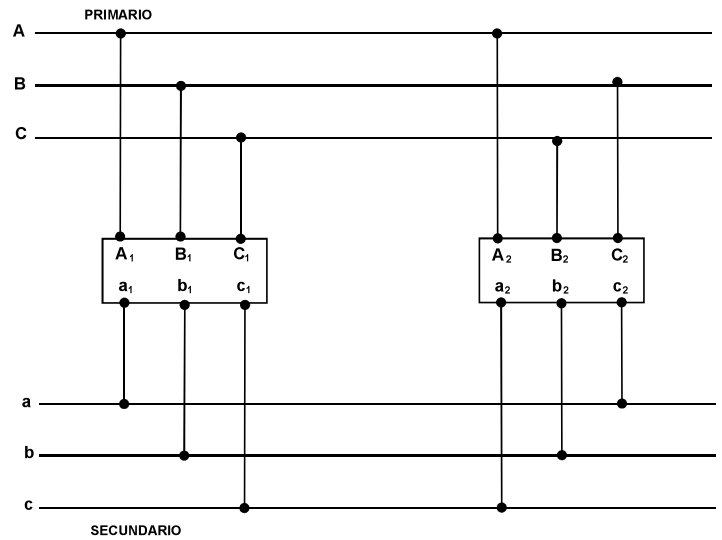 PRIMARIO
A
B
C
A₁ B₁ C₁
a₁ b₁ c₁
A₂ B₂ C₂
a₂ b₂ c₂
a
b
c
SECUNDARIO